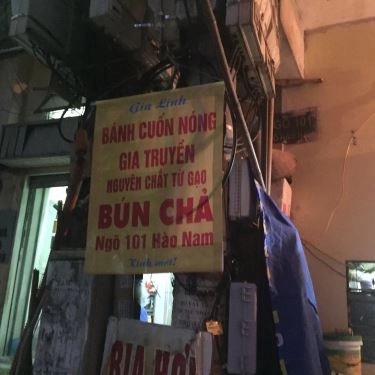 Gia Linh
BÁNH CUỐN NÓNG
GIA TRUYỀN
NGUYÊN CHẤT TỪ GẠO
BÚN CHẢ
Ngõ 101 Hào Nam
Kính mời!
BIA HƠI